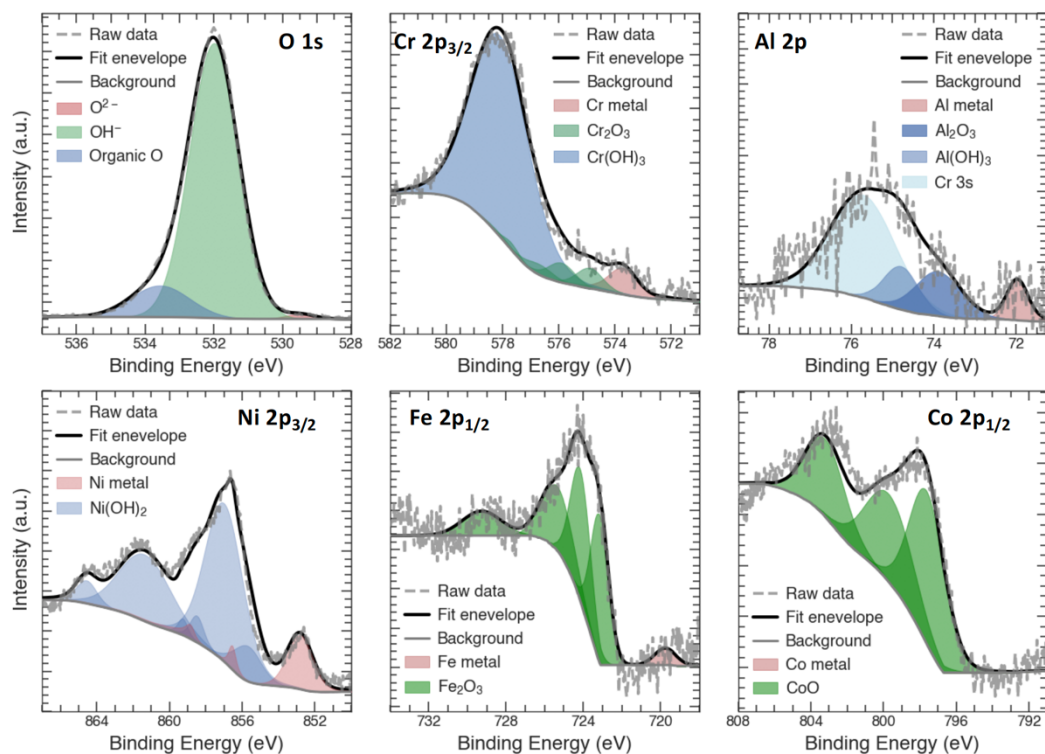 O 1s
Raw data
Fit enevelope
Background
O²⁻
OH⁻
Organic O
Intensity (a.u.)
536 534 532 530 528
Binding Energy (eV)
Cr 2p₃/₂
Raw data
Fit enevelope
Background
Cr metal
Cr₂O₃
Cr(OH)₃
582 580 578 576 574 572
Binding Energy (eV)
Al 2p
Raw data
Fit enevelope
Background
Al metal
Al₂O₃
Al(OH)₃
Cr 3s
78 76 74 72
Binding Energy (eV)
Ni 2p₃/₂
Raw data
Fit enevelope
Background
Ni metal
Ni(OH)₂
Intensity (a.u.)
864 860 856 852
Binding Energy (eV)
Fe 2p₁/₂
Raw data
Fit enevelope
Background
Fe metal
Fe₂O₃
732 728 724 720
Binding Energy (eV)
Co 2p₁/₂
Raw data
Fit enevelope
Background
Co metal
CoO
808 804 800 796 792
Binding Energy (eV)